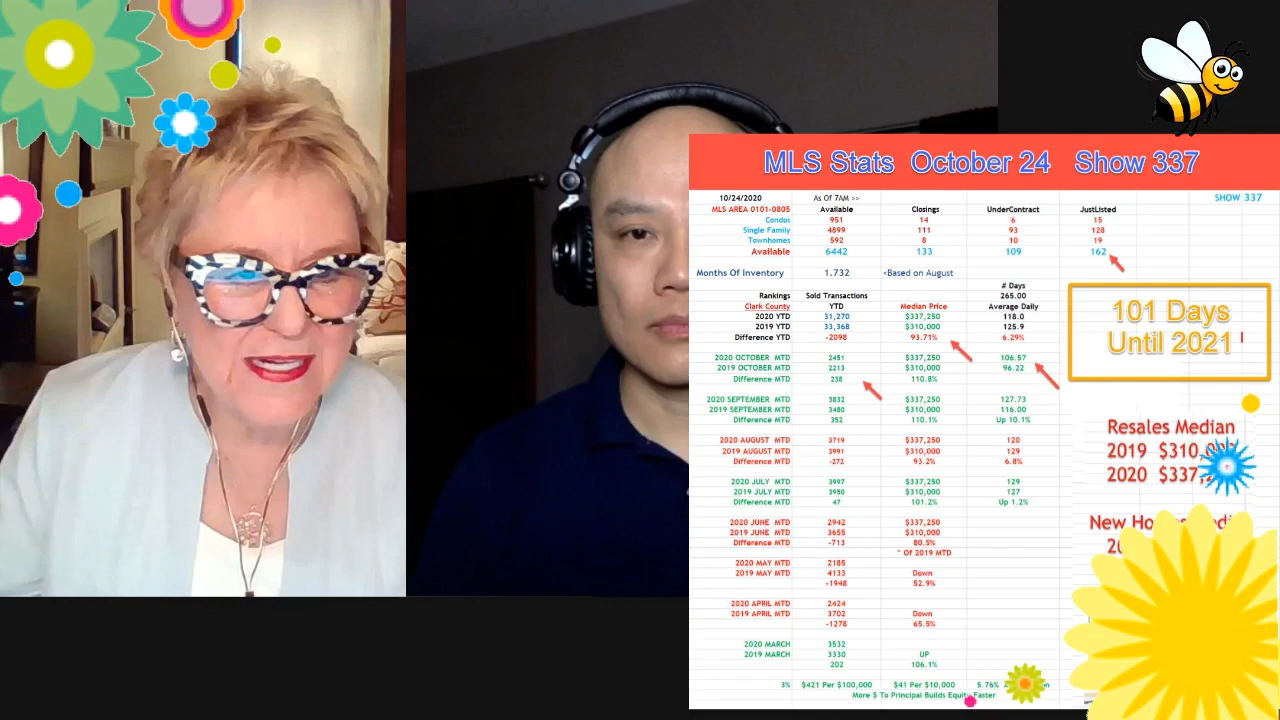 MLS Stats October 24 Show 337
10/24/2020 As Of 7AM >> SHOW 337
MLS AREA 0101-0805 Available Closings UnderContract JustListed
Condos 951 14 6 15
Single Family 4899 111 93 128
Townhomes 592 8 10 19
Available 6442 133 109 162
Months Of Inventory 1.732 <Based on August
# Days
Rankings Sold Transactions 265.00
Clark County YTD Median Price Average Daily
2020 YTD 31,270 $337,250 118.0
2019 YTD 33,368 $310,000 125.9
Difference YTD -2098 93.71% 6.29%
101 Days
Until 2021
2020 OCTOBER MTD 2451 $337,250 106.57
2019 OCTOBER MTD 2213 $310,000 96.22
Difference MTD 238 110.8%
2020 SEPTEMBER MTD 3832 $337,250 127.73
2019 SEPTEMBER MTD 3480 $310,000 116.00
Difference MTD 352 110.1% Up 10.1%
Resales Median
2019 $310
2020 $337,
2020 AUGUST MTD 3719 $337,250 120
2019 AUGUST MTD 3991 $310,000 129
Difference MTD -272 93.2% 6.8%
2020 JULY MTD 3997 $337,250 129
2019 JULY MTD 3950 $310,000 127
Difference MTD 47 101.2% Up 1.2%
New Ho
20
2020 JUNE MTD 2942 $337,250
2019 JUNE MTD 3655 $310,000
Difference MTD -713 80.5%
* Of 2019 MTD
2020 MAY MTD 2185
2019 MAY MTD 4133 Down
-1948 52.9%
2020 APRIL MTD 2424
2019 APRIL MTD 3702 Down
-1278 65.5%
2020 MARCH 3532
2019 MARCH 3330 UP
202 106.1%
3% $421 Per $100,000 $41 Per $10,000 5.76%
More $ To Principal Builds Equity Faster